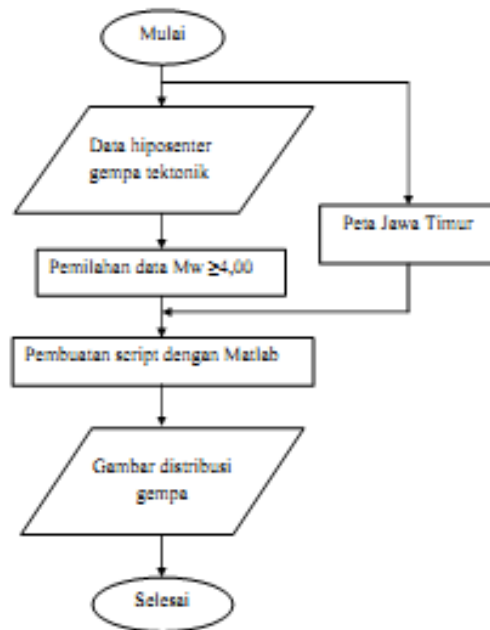 Mulai
Data hiposenter
gempa tektonik
Peta Jawa Timur
Pemilahan data Mw ≥4,00
Pembuatan script dengan Matlab
Gambar distribusi
gempa
Selesai